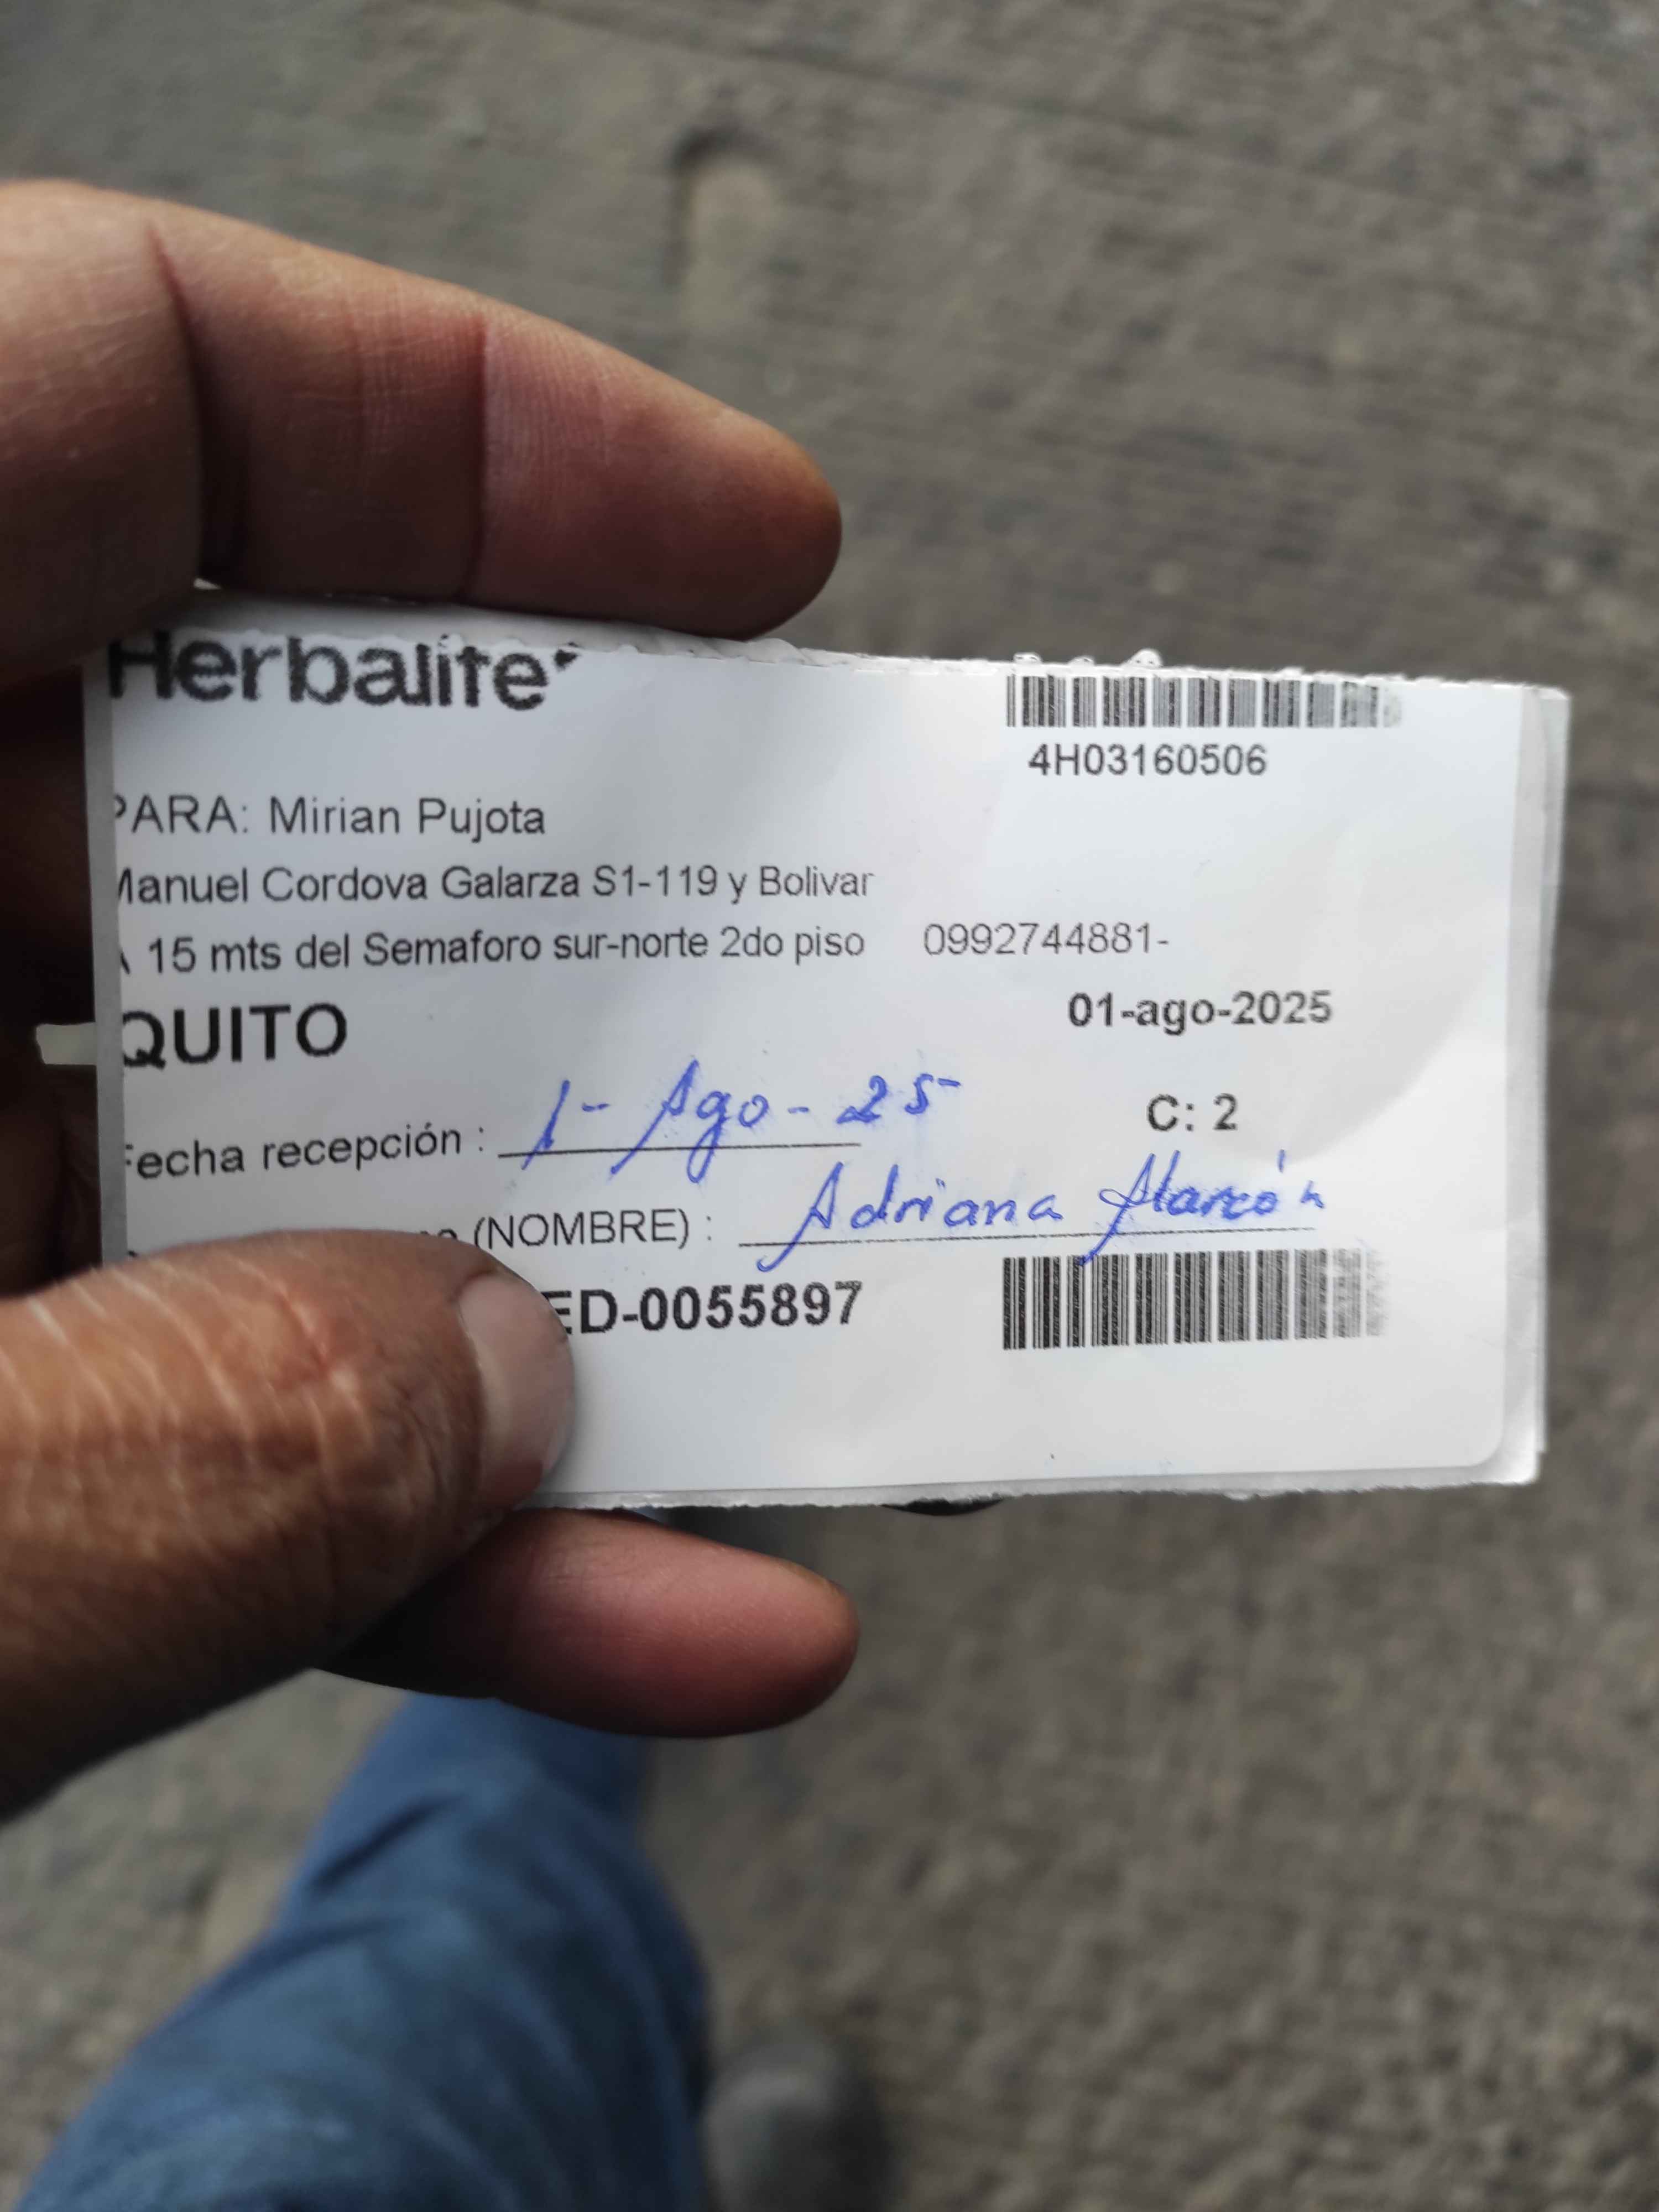 Herbalife
4H03160506
PARA: Mirian Pujota
Manuel Cordova Galarza S1-119 y Bolivar
A 15 mts del Semaforo sur-norte 2do piso 0992744881-
QUITO 01-ago-2025
Fecha recepción : 1- Ago - 25 C: 2
(NOMBRE) : Adriana Alarcón
ED-0055897